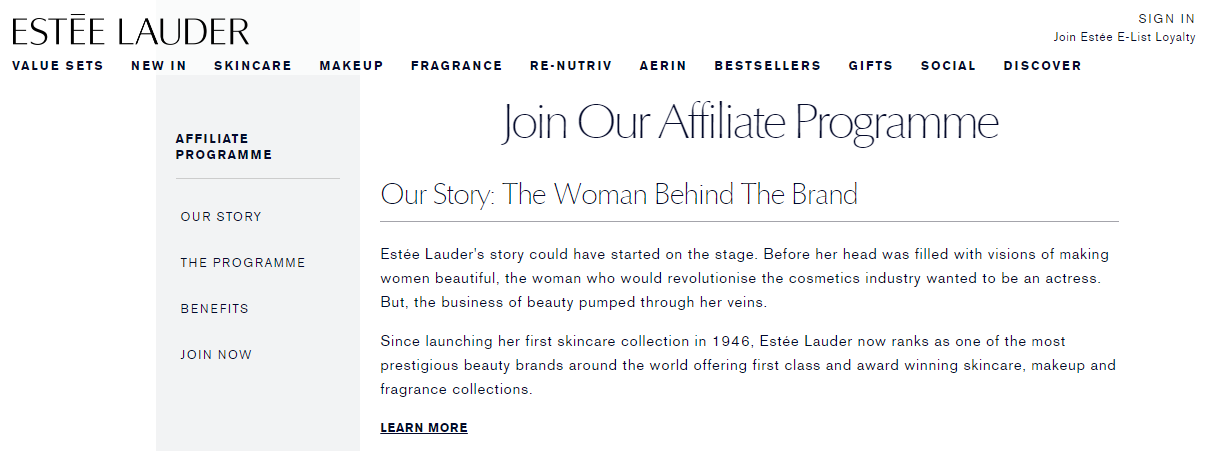 ESTĒE LAUDER
SIGN IN
Join Estée E-List Loyalty
VALUE SETS NEW IN SKINCARE MAKEUP FRAGRANCE RE-NUTRIV AERIN BESTSELLERS GIFTS SOCIAL DISCOVER
AFFILIATE
PROGRAMME
OUR STORY
THE PROGRAMME
BENEFITS
JOIN NOW
Join Our Affiliate Programme
Our Story: The Woman Behind The Brand
Estée Lauder's story could have started on the stage. Before her head was filled with visions of making
women beautiful, the woman who would revolutionise the cosmetics industry wanted to be an actress.
But, the business of beauty pumped through her veins.
Since launching her first skincare collection in 1946, Estée Lauder now ranks as one of the most
prestigious beauty brands around the world offering first class and award winning skincare, makeup and
fragrance collections.
LEARN MORE